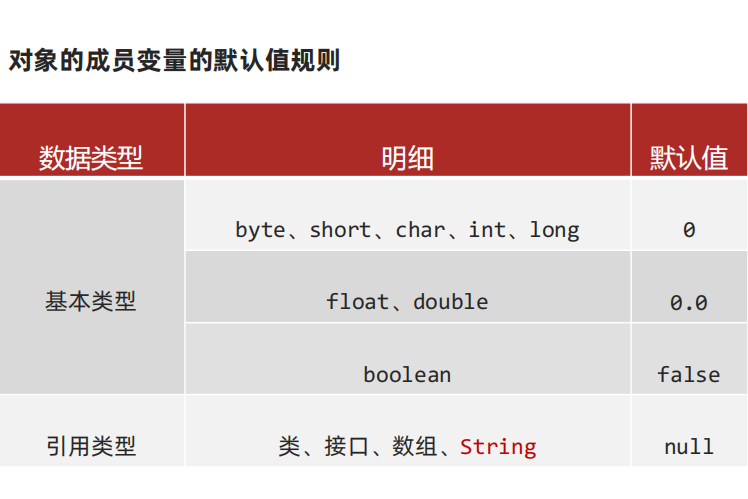 对象的成员变量的默认值规则
数据类型 明细 默认值
byte、short、char、int、long 0
基本类型 float、double 0.0
boolean false
引用类型 类、接口、数组、String null